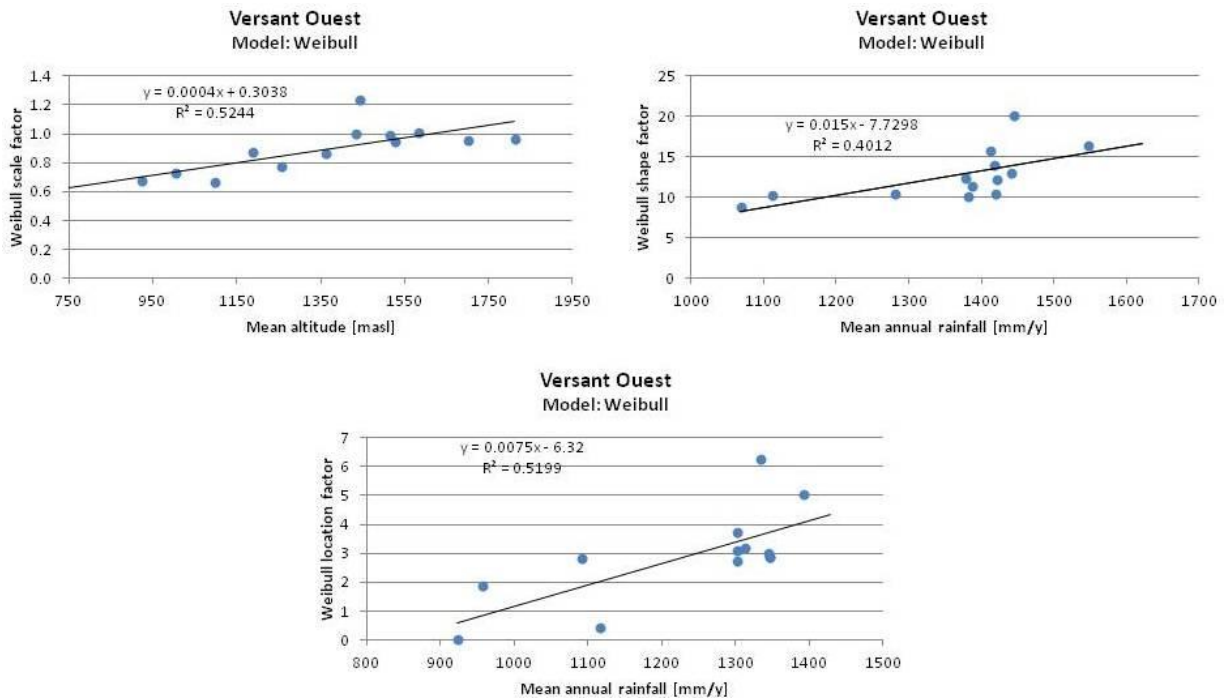 Versant Ouest
Model: Weibull
y = 0.0004x + 0.3038
R² = 0.5244
Weibull scale factor
1.4
1.2
1.0
0.8
0.6
0.4
0.2
0.0
750 950 1150 1350 1550 1750 1950
Mean altitude [masl]
Versant Ouest
Model: Weibull
y = 0.015x - 7.7298
R² = 0.4012
Weibull shape factor
25
20
15
10
5
0
1000 1100 1200 1300 1400 1500 1600 1700
Mean annual rainfall [mm/y]
Versant Ouest
Model: Weibull
y = 0.0075x - 6.32
R² = 0.5199
Weibull location factor
7
6
5
4
3
2
1
0
800 900 1000 1100 1200 1300 1400 1500
Mean annual rainfall [mm/y]